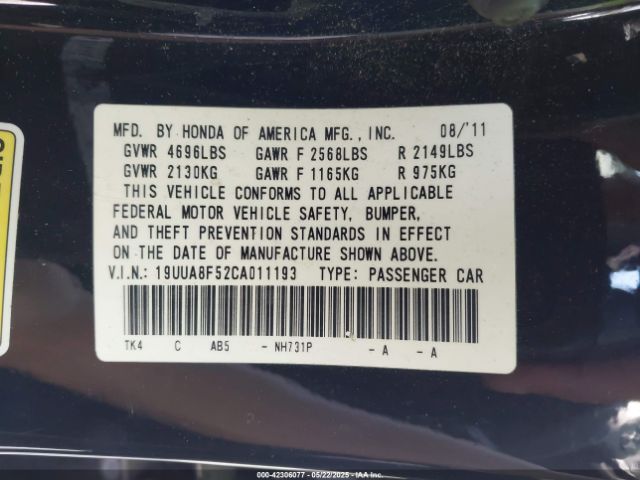 MFD. BY HONDA OF AMERICA MFG., INC. 08/'11
GVWR 4696LBS GAWR F 2568LBS R 2149LBS
GVWR 2130KG GAWR F 1165KG R 975KG
THIS VEHICLE CONFORMS TO ALL APPLICABLE
FEDERAL MOTOR VEHICLE SAFETY, BUMPER,
AND THEFT PREVENTION STANDARDS IN EFFECT
ON THE DATE OF MANUFACTURE SHOWN ABOVE.
V.I.N.: 19UUA8F52CA011193 TYPE: PASSENGER CAR
TK4 C AB5 - NH731P - A - A
000-42306077 - 05/22/2025 - IAA Inc.